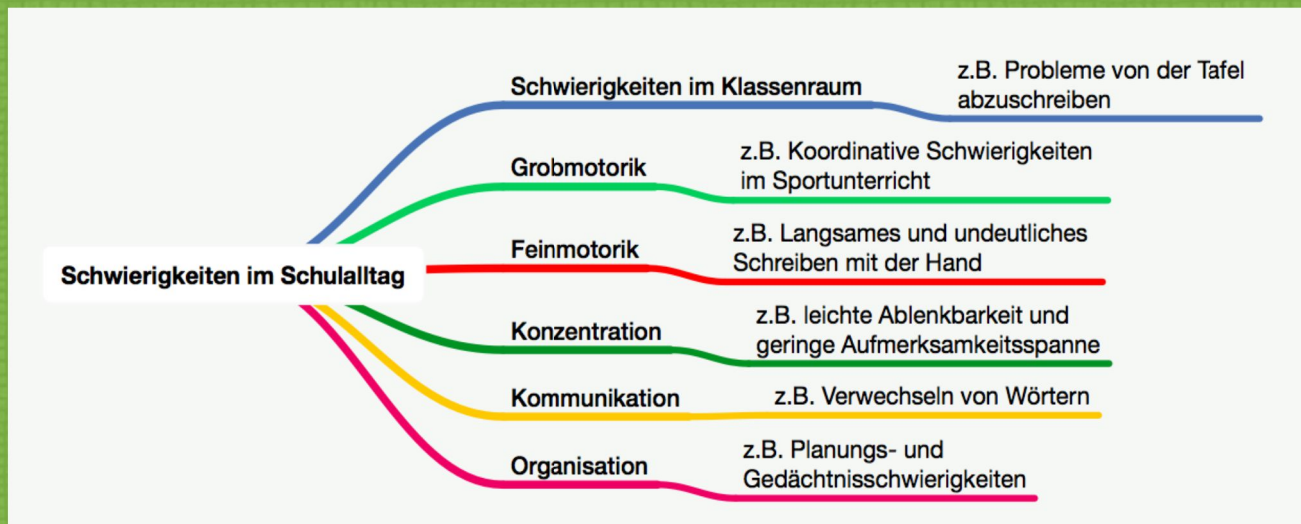 Schwierigkeiten im Schulalltag
Schwierigkeiten im Klassenraum
z.B. Probleme von der Tafel
abzuschreiben
Grobmotorik
z.B. Koordinative Schwierigkeiten
im Sportunterricht
Feinmotorik
z.B. Langsames und undeutliches
Schreiben mit der Hand
Konzentration
z.B. leichte Ablenkbarkeit und
geringe Aufmerksamkeitsspanne
Kommunikation
z.B. Verwechseln von Wörtern
Organisation
z.B. Planungs- und
Gedächtnisschwierigkeiten